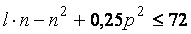 l · n − n² + 0,25p² ≤ 72